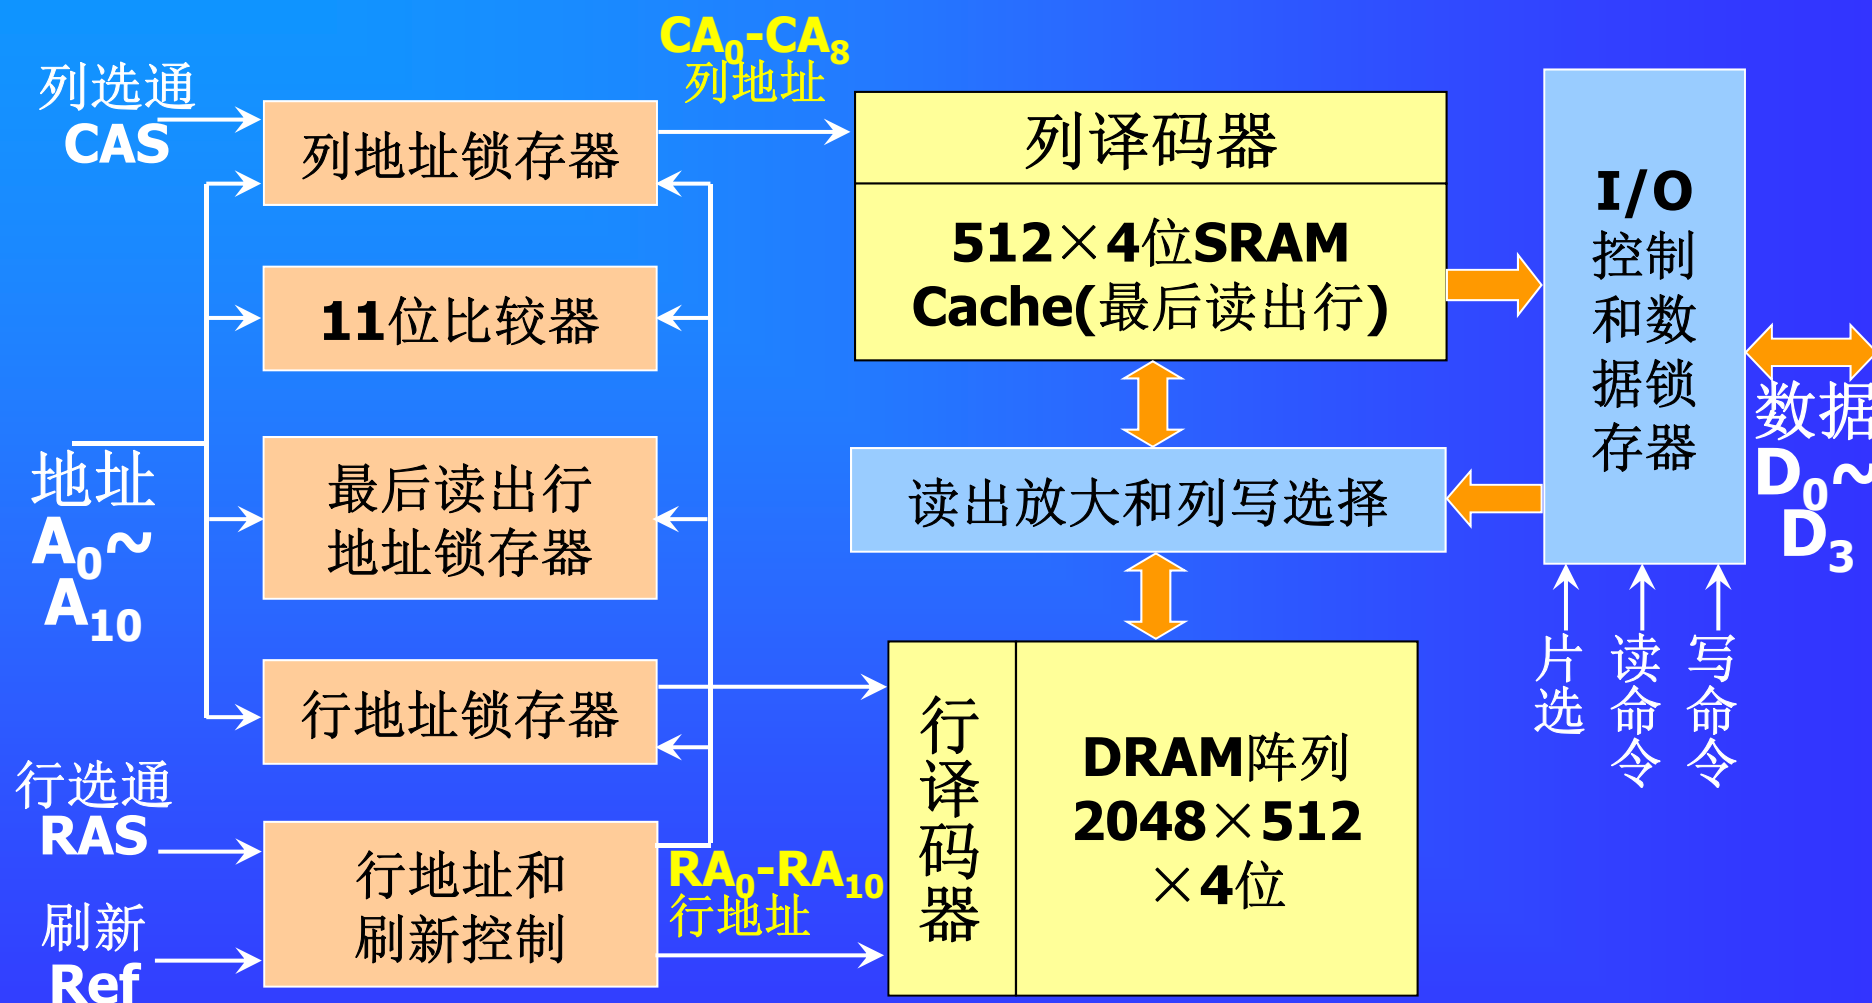 CA0-CA8
列地址
列选通
CAS
列地址锁存器
列译码器
512×4位SRAM
Cache(最后读出行)
11位比较器
I/O
控制
和数
据锁
存器
地址
A0~
A10
最后读出行
地址锁存器
读出放大和列写选择
数据
D0~
D3
行地址锁存器
片选
读命令
写命令
行选通
RAS
刷新
Ref
行地址和
刷新控制
RA0-RA10
行地址
行译码器
DRAM阵列
2048×512
×4位